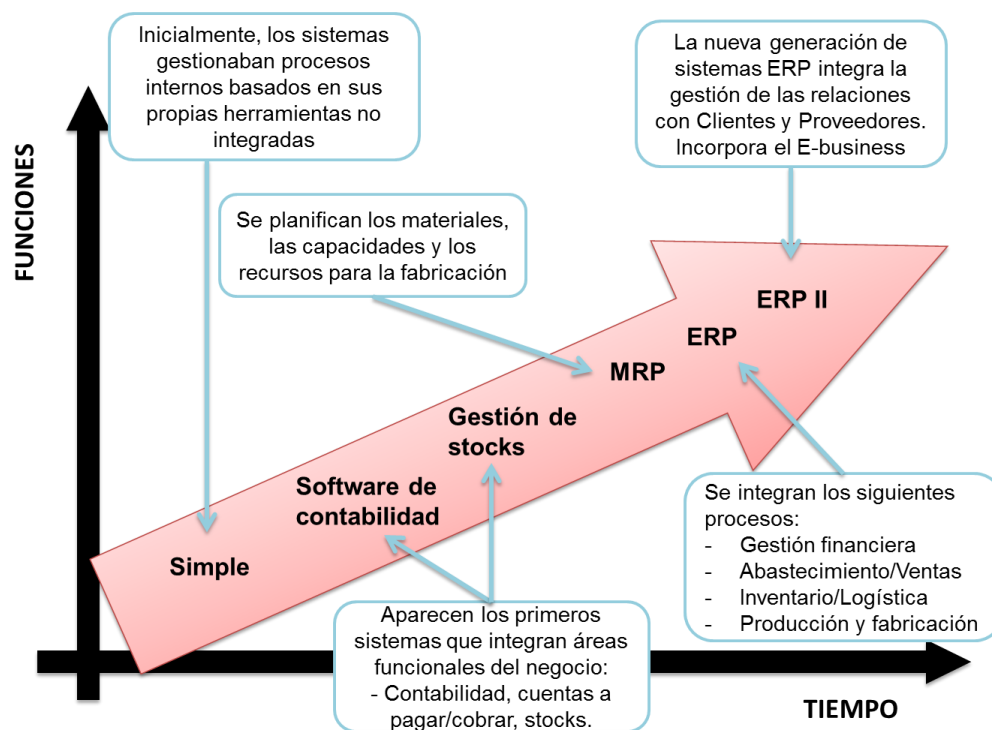 Inicialmente, los sistemas
gestionaban procesos
internos basados en sus
propias herramientas no
integradas
La nueva generación de
sistemas ERP integra la
gestión de las relaciones
con Clientes y Proveedores.
Incorpora el E-business
FUNCIONES
Se planifican los materiales,
las capacidades y los
recursos para la fabricación
ERP II
ERP
MRP
Gestión de
stocks
Software de
contabilidad
Simple
Se integran los siguientes
procesos:
- Gestión financiera
- Abastecimiento/Ventas
- Inventario/Logística
- Producción y fabricación
Aparecen los primeros
sistemas que integran áreas
funcionales del negocio:
- Contabilidad, cuentas a
pagar/cobrar, stocks.
TIEMPO